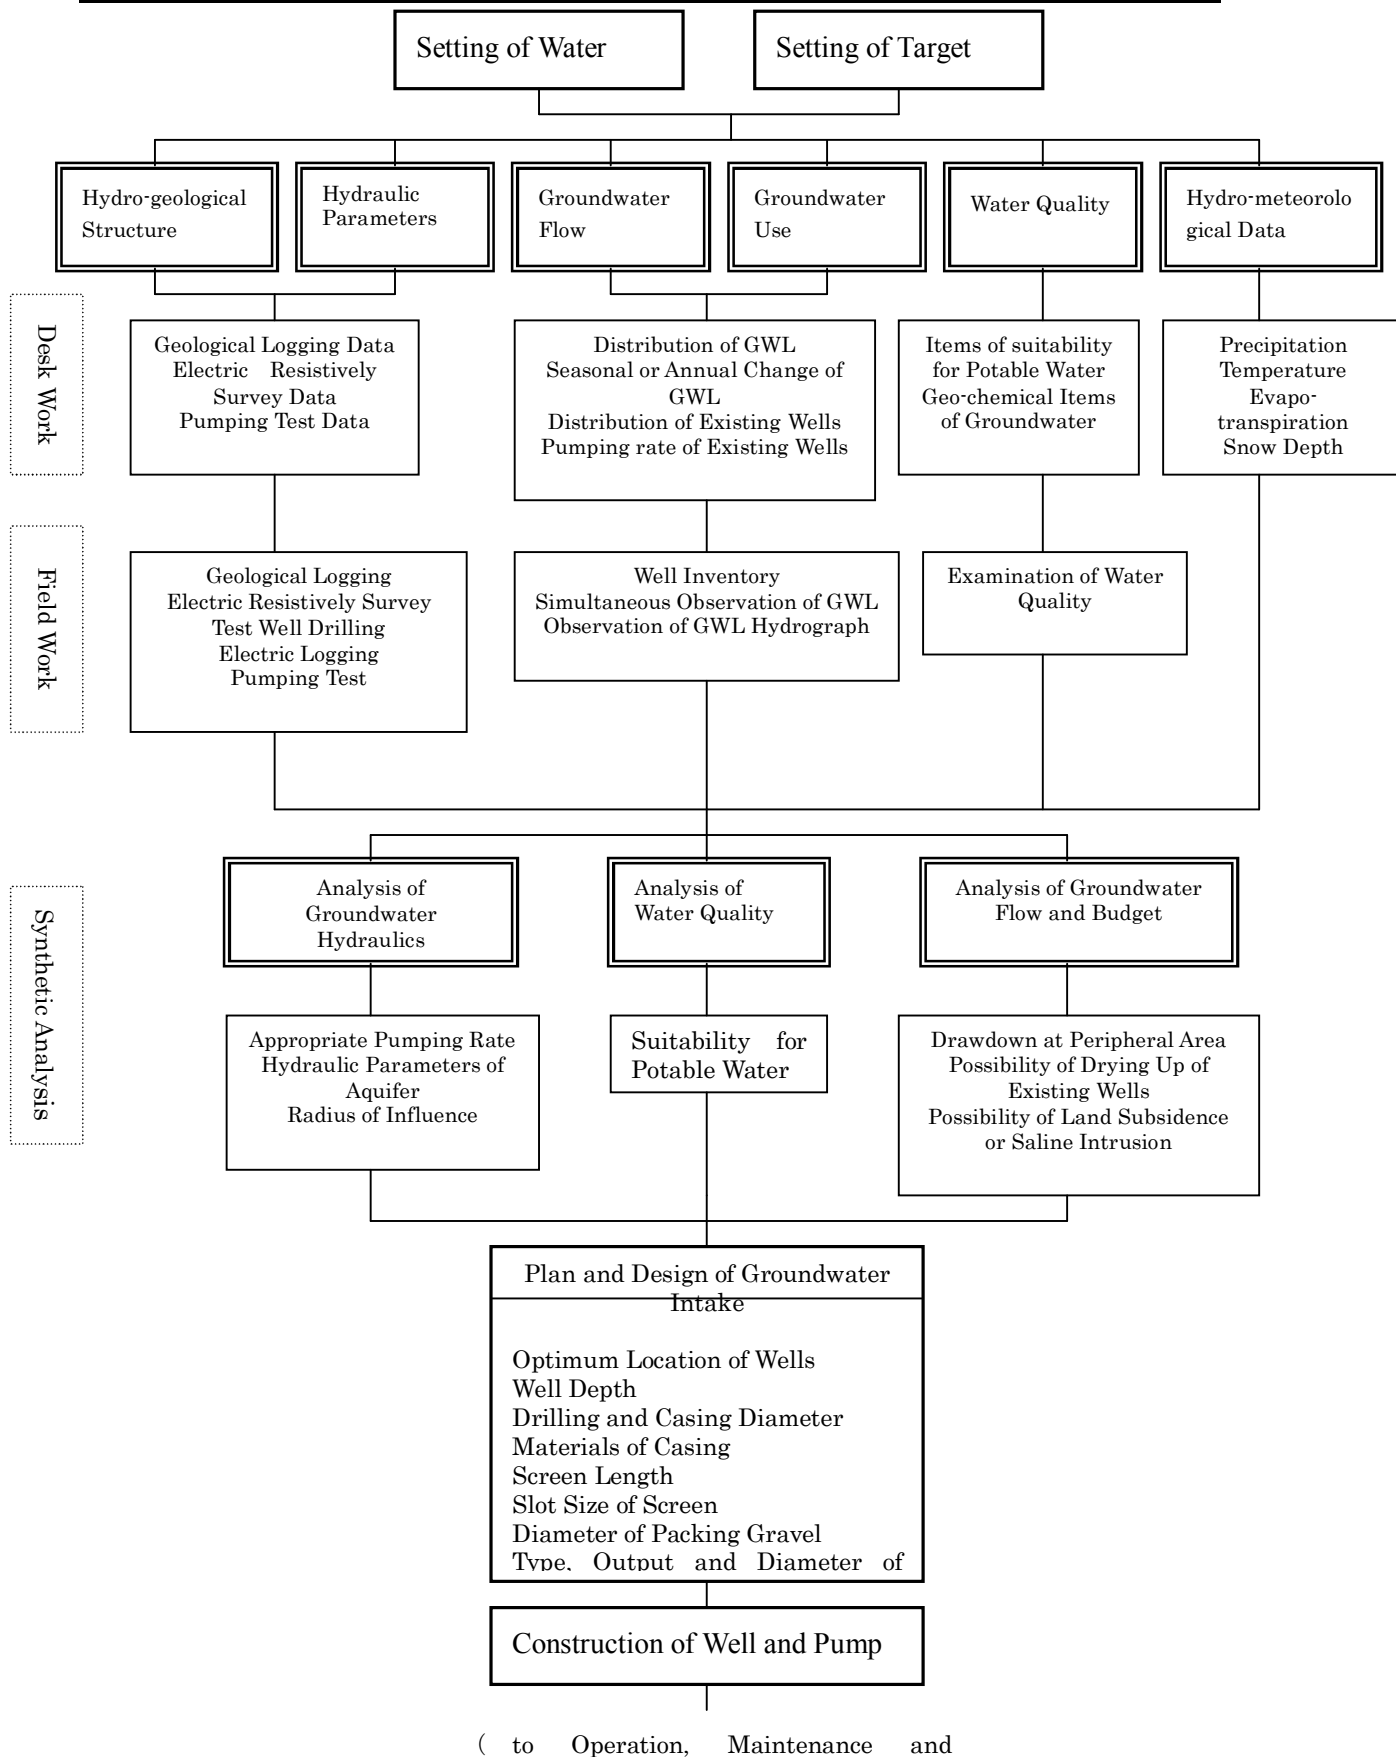 Setting of Water
Setting of Target
Hydro-geological
Structure
Hydraulic
Parameters
Groundwater
Flow
Groundwater
Use
Water Quality
Hydro-meteorolo
gical Data
Desk Work
Geological Logging Data
Electric Resistively
Survey Data
Pumping Test Data
Distribution of GWL
Seasonal or Annual Change of
GWL
Distribution of Existing Wells
Pumping rate of Existing Wells
Items of suitability
for Potable Water
Geo-chemical Items
of Groundwater
Precipitation
Temperature
Evapo-
transpiration
Snow Depth
Field Work
Geological Logging
Electric Resistively Survey
Test Well Drilling
Electric Logging
Pumping Test
Well Inventory
Simultaneous Observation of GWL
Observation of GWL Hydrograph
Examination of Water
Quality
Synthetic Analysis
Analysis of
Groundwater
Hydraulics
Analysis of
Water Quality
Analysis of Groundwater
Flow and Budget
Appropriate Pumping Rate
Hydraulic Parameters of
Aquifer
Radius of Influence
Suitability for
Potable Water
Drawdown at Peripheral Area
Possibility of Drying Up of
Existing Wells
Possibility of Land Subsidence
or Saline Intrusion
Plan and Design of Groundwater
Intake
Optimum Location of Wells
Well Depth
Drilling and Casing Diameter
Materials of Casing
Screen Length
Slot Size of Screen
Diameter of Packing Gravel
Type, Output and Diameter of
Construction of Well and Pump
( to Operation, Maintenance and